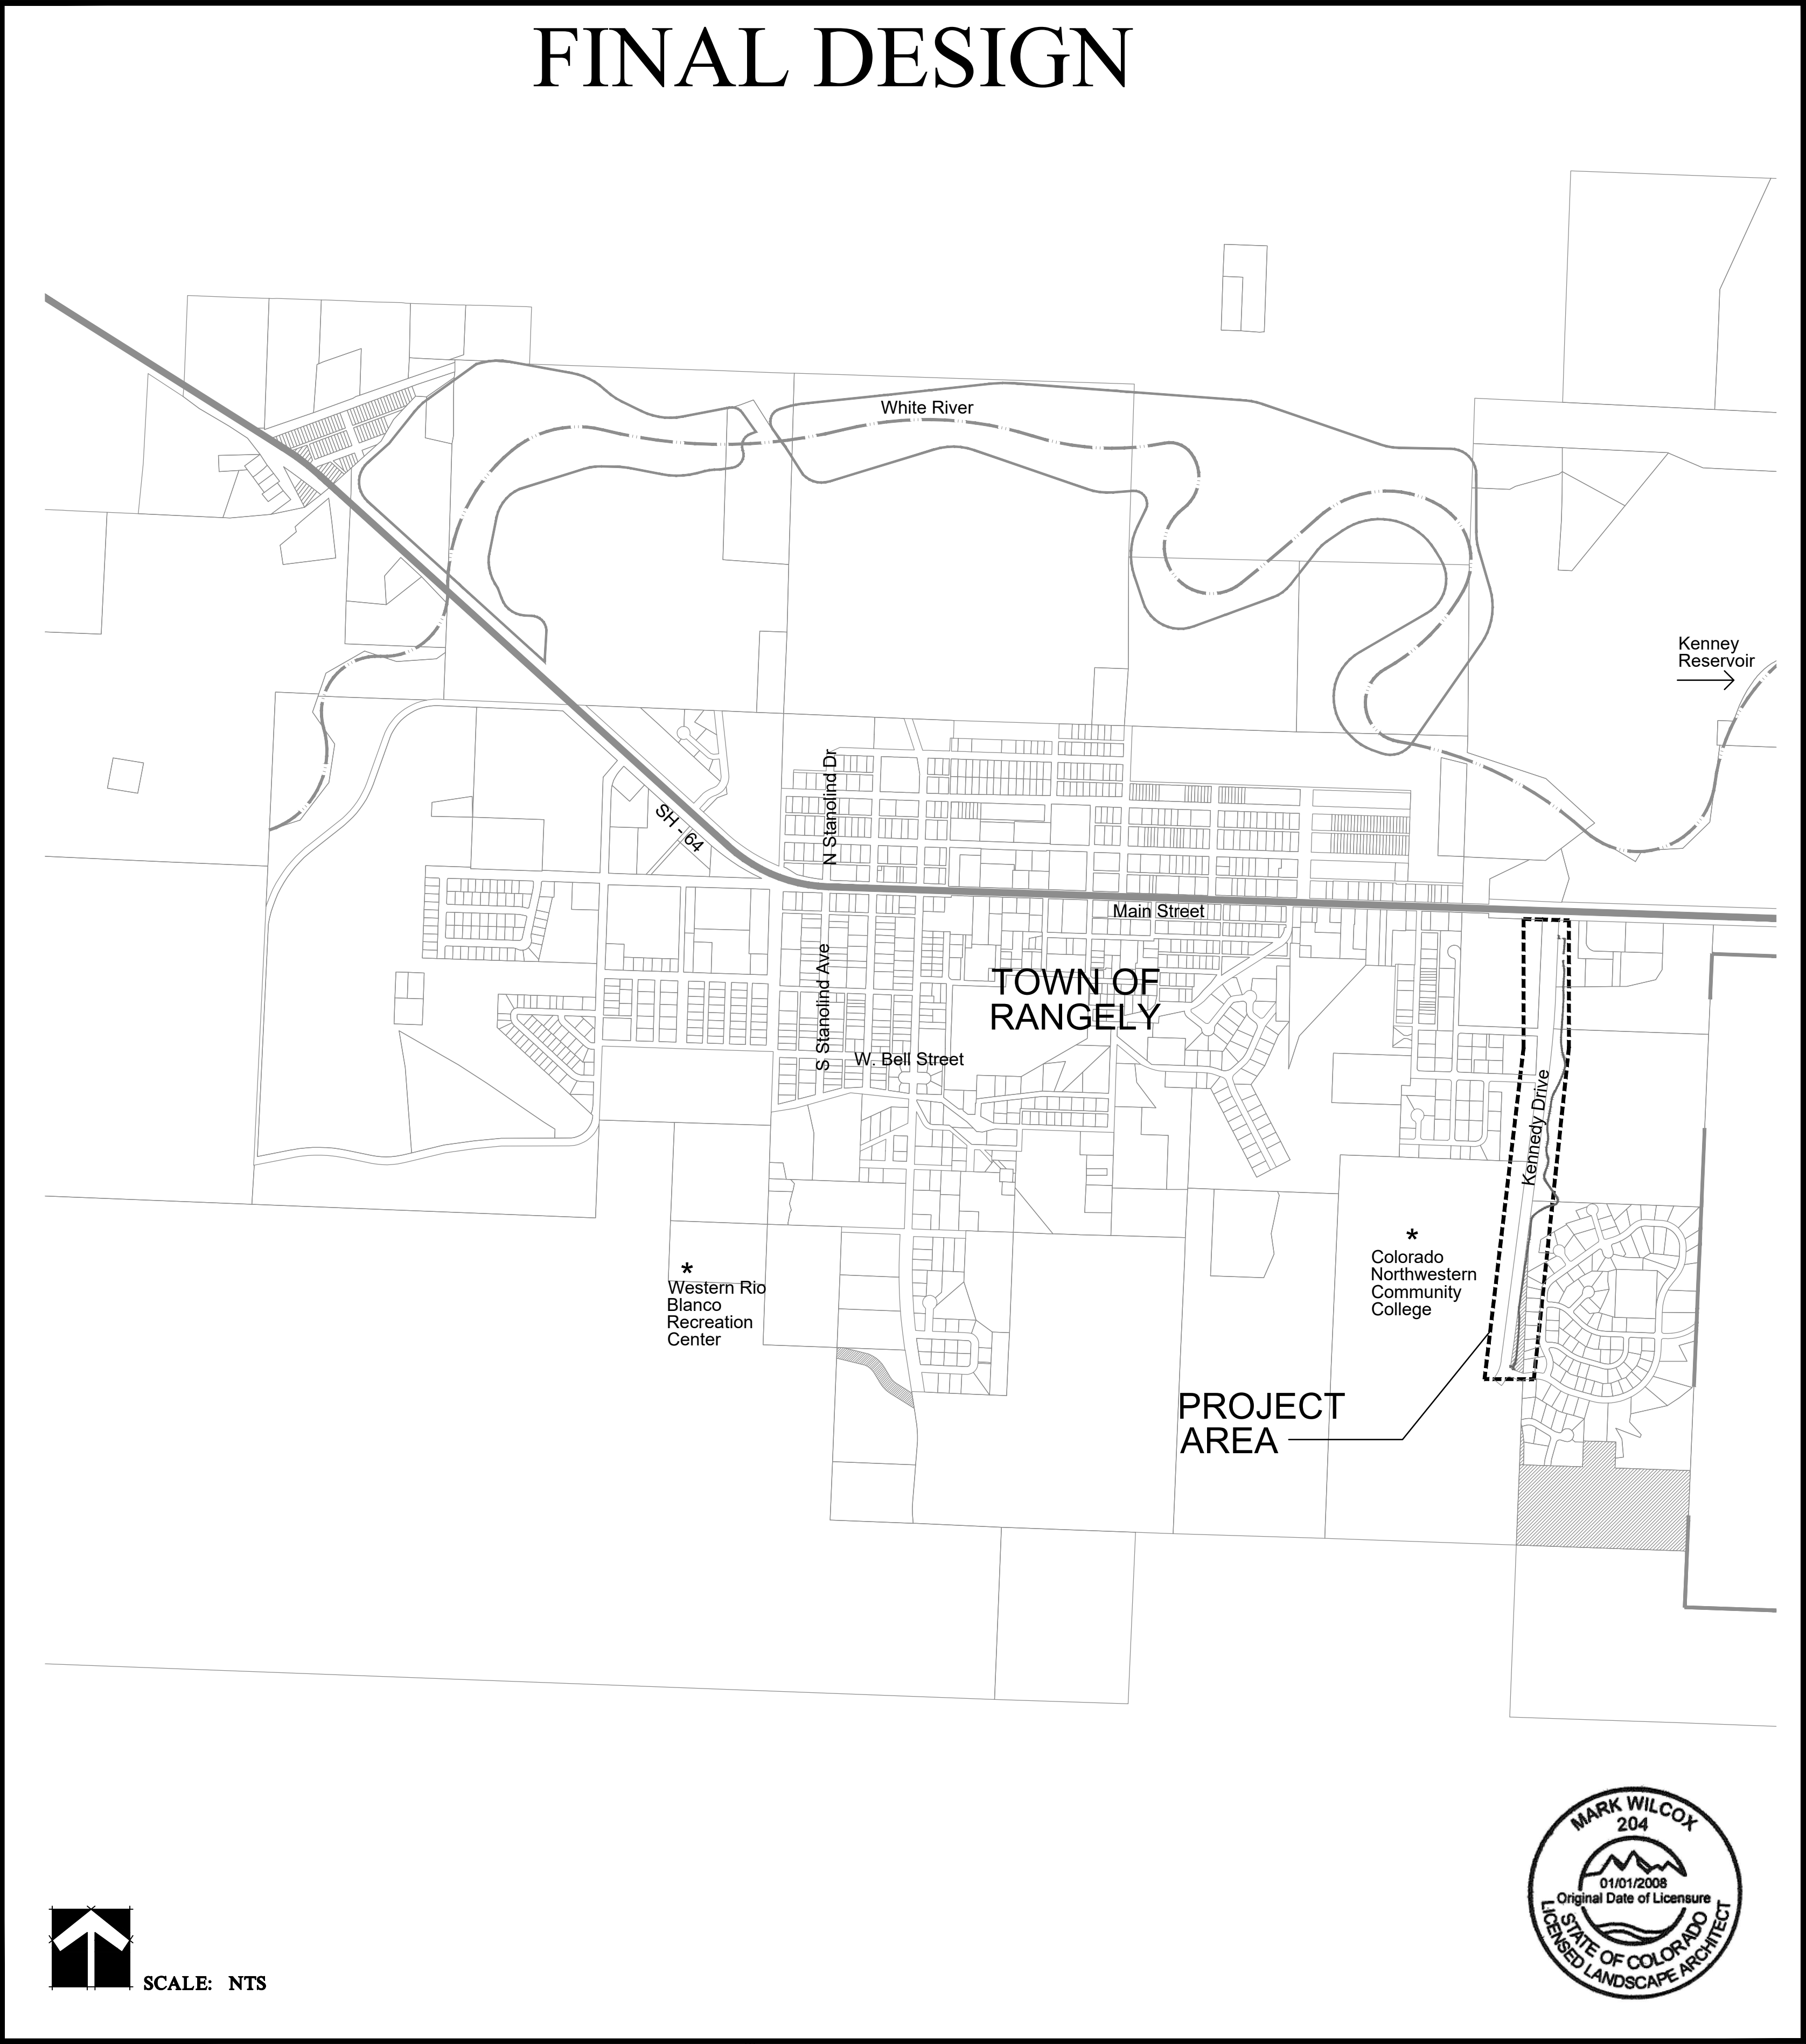 FINAL DESIGN
White River
Kenney
Reservoir
N Stanolind Dr
SH - 64
Main Street
S Stanolind Ave
TOWN OF
RANGELY
W. Bell Street
Kennedy Drive
*
Colorado
Northwestern
Community
College
*
Western Rio
Blanco
Recreation
Center
PROJECT
AREA
MARK WILCOX
204
01/01/2008
Original Date of Licensure
STATE OF COLORADO
LICENSED LANDSCAPE ARCHITECT
SCALE: NTS